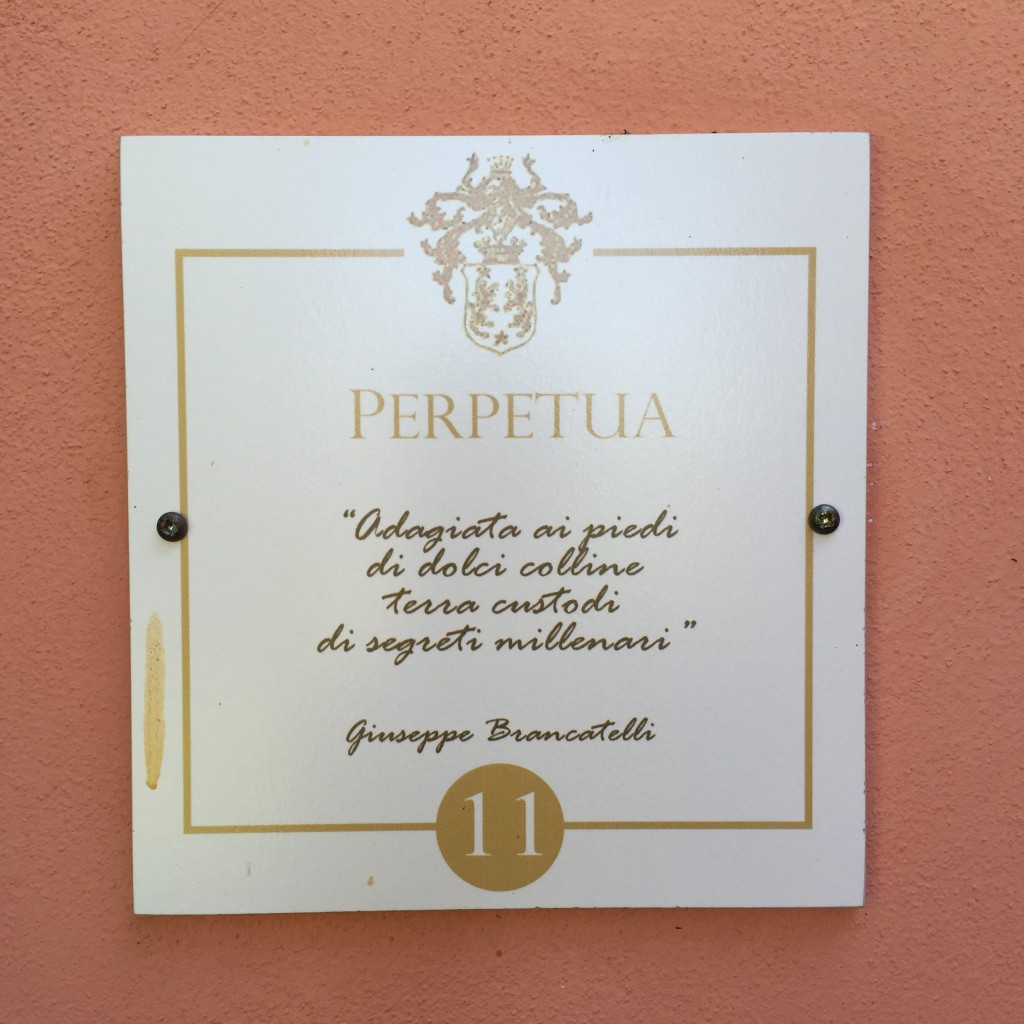 PERPETUA
“Adagiata ai piedi
di dolci colline
terra custodi
di segreti millenari”
Giuseppe Brancatelli
11